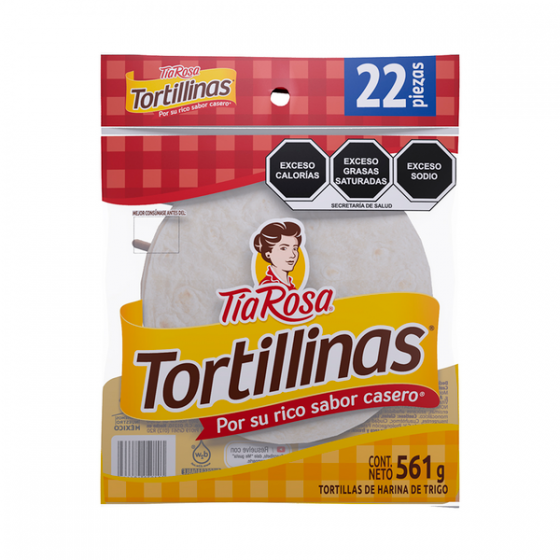 TíaRosa®
Tortillinas®
Por su rico sabor casero®
22
piezas
EXCESO
CALORÍAS
EXCESO
GRASAS
SATURADAS
EXCESO
SODIO
SECRETARÍA DE SALUD
MEJOR CONSÚMASE ANTES DEL:
TíaRosa®
Tortillinas®
Por su rico sabor casero®
CONT.
NETO 561 g
TORTILLAS DE HARINA DE TRIGO